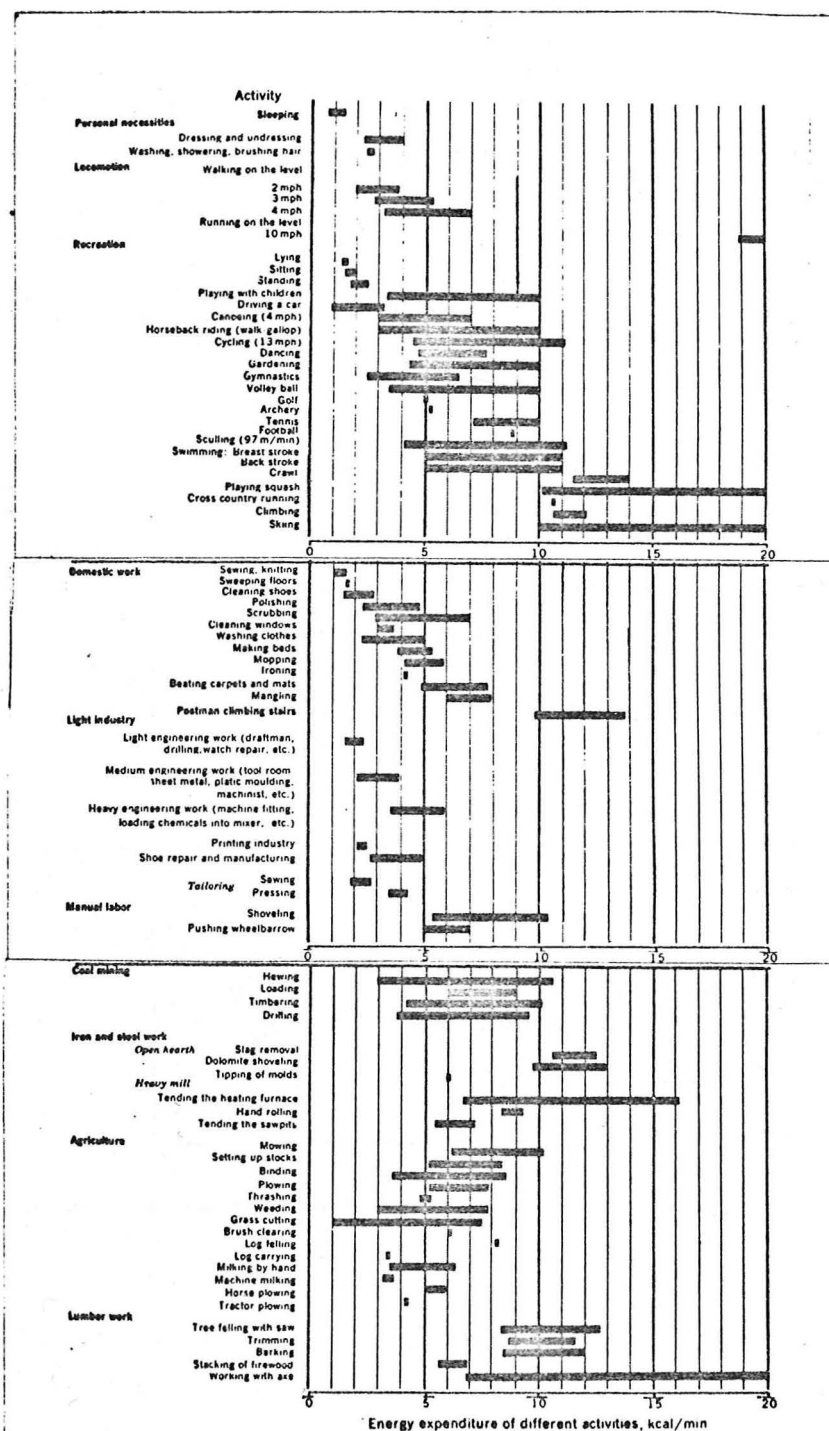 Activity
Sleeping
Personal necessities
Dressing and undressing
Washing, showering, brushing hair
Locomotion
Walking on the level
2 mph
3 mph
4 mph
Running on the level
10 mph
Recreation
Lying
Sitting
Standing
Playing with children
Driving a car
Canoeing (4 mph)
Horseback riding (walk-gallop)
Cycling (13 mph)
Dancing
Gardening
Gymnastics
Volley ball
Golf
Archery
Tennis
Football
Sculling (97 m/min)
Swimming: Breast stroke
Back stroke
Crawl
Playing squash
Cross country running
Climbing
Skiing
0 5 10 15 20
Domestic work
Sewing, knitting
Sweeping floors
Cleaning shoes
Polishing
Scrubbing
Cleaning windows
Washing clothes
Making beds
Mopping
Ironing
Beating carpets and mats
Mangling
Postman climbing stairs
Light industry
Light engineering work (draftman,
drilling, watch repair, etc.)
Medium engineering work (tool room
sheet metal, platic moulding,
machinist, etc.)
Heavy engineering work (machine fitting,
loading chemicals into mixer, etc.)
Printing industry
Shoe repair and manufacturing
Tailoring
Sewing
Pressing
Manual labor
Shoveling
Pushing wheelbarrow
0 5 10 15 20
Coal mining
Hewing
Loading
Timbering
Drifting
Iron and steel work
Open hearth Slag removal
Dolomite shoveling
Tipping of molds
Heavy mill
Tending the heating furnace
Hand rolling
Tending the sawpits
Agriculture
Mowing
Setting up stocks
Binding
Plowing
Thrashing
Weeding
Grass cutting
Brush clearing
Log felling
Log carrying
Milking by hand
Machine milking
Horse plowing
Tractor plowing
Lumber work
Tree felling with saw
Trimming
Barking
Stacking of firewood
Working with axe
0 5 10 15 20
Energy expenditure of different activities, kcal/min